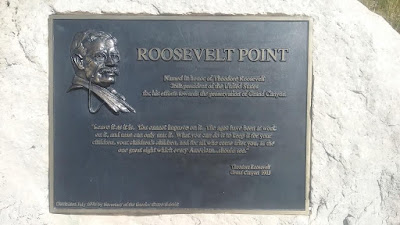 ROOSEVELT POINT
Named in honor of Theodore Roosevelt
26th president of the United States
for his efforts towards the preservation of Grand Canyon
"Leave it as it is. You cannot improve on it. The ages have been at work
on it, and man can only mar it. What you can do is to keep it for your
children, your children's children, and for all who come after you, as the
one great sight which every American... should see."
Theodore Roosevelt
Grand Canyon 1903